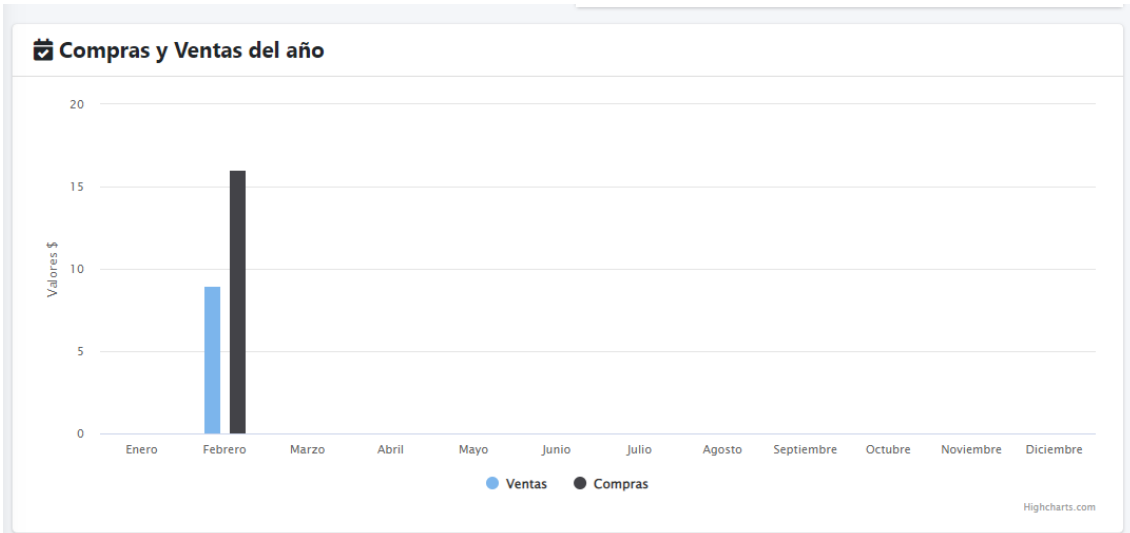 Compras y Ventas del año
20
15
10
5
0
Valores $
Enero Febrero Marzo Abril Mayo Junio Julio Agosto Septiembre Octubre Noviembre Diciembre
Ventas Compras
Highcharts.com